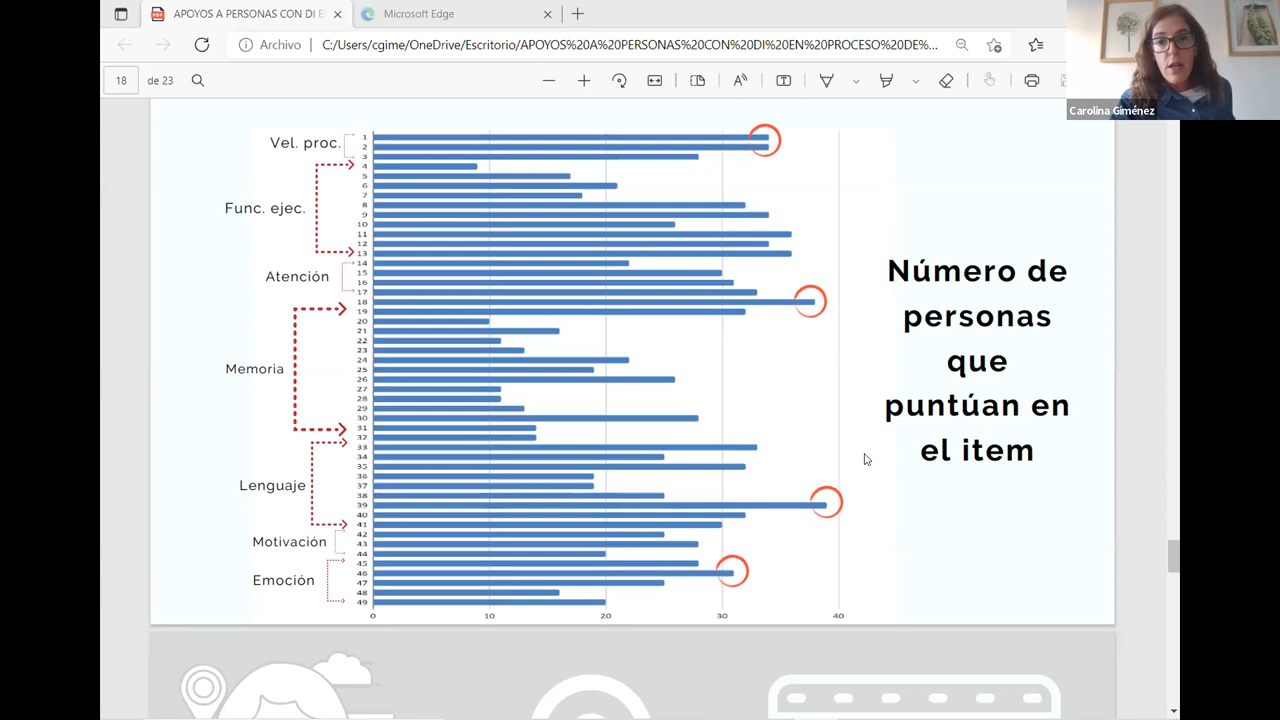 APOYOS A PERSONAS CON DI E
Microsoft Edge
Archivo
C:/Users/cgime/OneDrive/Escritorio/APOYOS%20A%20PERSONAS%20CON%20DI%20EN%20PROCESO%20DE%...
18
de 23
Carolina Giménez
Vel. proc.
Func. ejec.
Atención
Memoria
Lenguaje
Motivación
Emoción
1
2
3
4
5
6
7
8
9
10
11
12
13
14
15
16
17
18
19
20
21
22
23
24
25
26
27
28
29
30
31
32
33
34
35
36
37
38
39
40
41
42
43
44
45
46
47
48
49
0 10 20 30 40
Número de
personas
que
puntúan en
el item